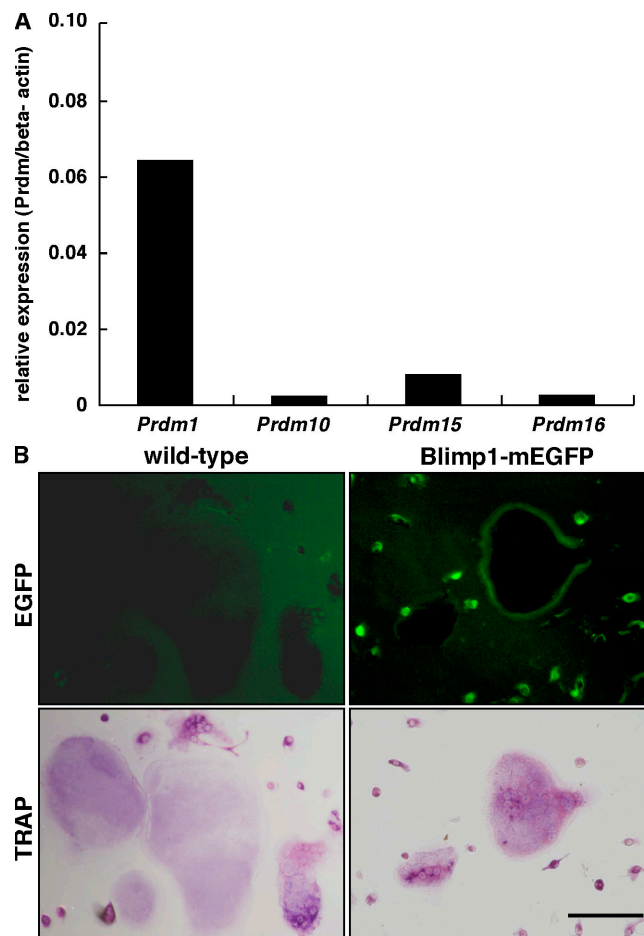 A
relative expression (Prdm/beta- actin)
0.10
0.08
0.06
0.04
0.02
0
Prdm1 Prdm10 Prdm15 Prdm16
B
wild-type Blimp1-mEGFP
EGFP
TRAP